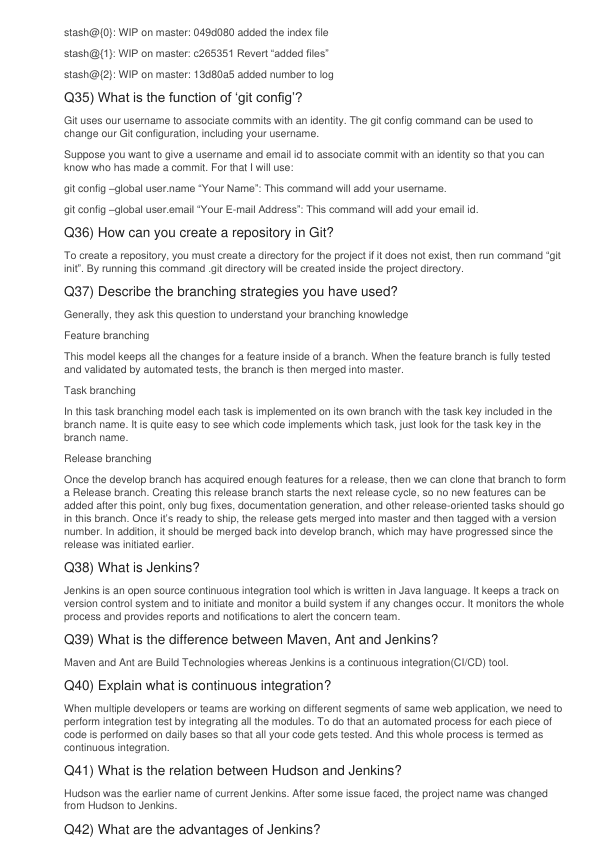 stash@{0}: WIP on master: 049d080 added the index file
stash@{1}: WIP on master: c265351 Revert “added files”
stash@{2}: WIP on master: 13d80a5 added number to log
Q35) What is the function of ‘git config’?
Git uses our username to associate commits with an identity. The git config command can be used to
change our Git configuration, including your username.
Suppose you want to give a username and email id to associate commit with an identity so that you can
know who has made a commit. For that I will use:
git config –global user.name “Your Name”: This command will add your username.
git config –global user.email “Your E-mail Address”: This command will add your email id.
Q36) How can you create a repository in Git?
To create a repository, you must create a directory for the project if it does not exist, then run command “git
init”. By running this command .git directory will be created inside the project directory.
Q37) Describe the branching strategies you have used?
Generally, they ask this question to understand your branching knowledge
Feature branching
This model keeps all the changes for a feature inside of a branch. When the feature branch is fully tested
and validated by automated tests, the branch is then merged into master.
Task branching
In this task branching model each task is implemented on its own branch with the task key included in the
branch name. It is quite easy to see which code implements which task, just look for the task key in the
branch name.
Release branching
Once the develop branch has acquired enough features for a release, then we can clone that branch to form
a Release branch. Creating this release branch starts the next release cycle, so no new features can be
added after this point, only bug fixes, documentation generation, and other release-oriented tasks should go
in this branch. Once it’s ready to ship, the release gets merged into master and then tagged with a version
number. In addition, it should be merged back into develop branch, which may have progressed since the
release was initiated earlier.
Q38) What is Jenkins?
Jenkins is an open source continuous integration tool which is written in Java language. It keeps a track on
version control system and to initiate and monitor a build system if any changes occur. It monitors the whole
process and provides reports and notifications to alert the concern team.
Q39) What is the difference between Maven, Ant and Jenkins?
Maven and Ant are Build Technologies whereas Jenkins is a continuous integration(CI/CD) tool.
Q40) Explain what is continuous integration?
When multiple developers or teams are working on different segments of same web application, we need to
perform integration test by integrating all the modules. To do that an automated process for each piece of
code is performed on daily bases so that all your code gets tested. And this whole process is termed as
continuous integration.
Q41) What is the relation between Hudson and Jenkins?
Hudson was the earlier name of current Jenkins. After some issue faced, the project name was changed
from Hudson to Jenkins.
Q42) What are the advantages of Jenkins?